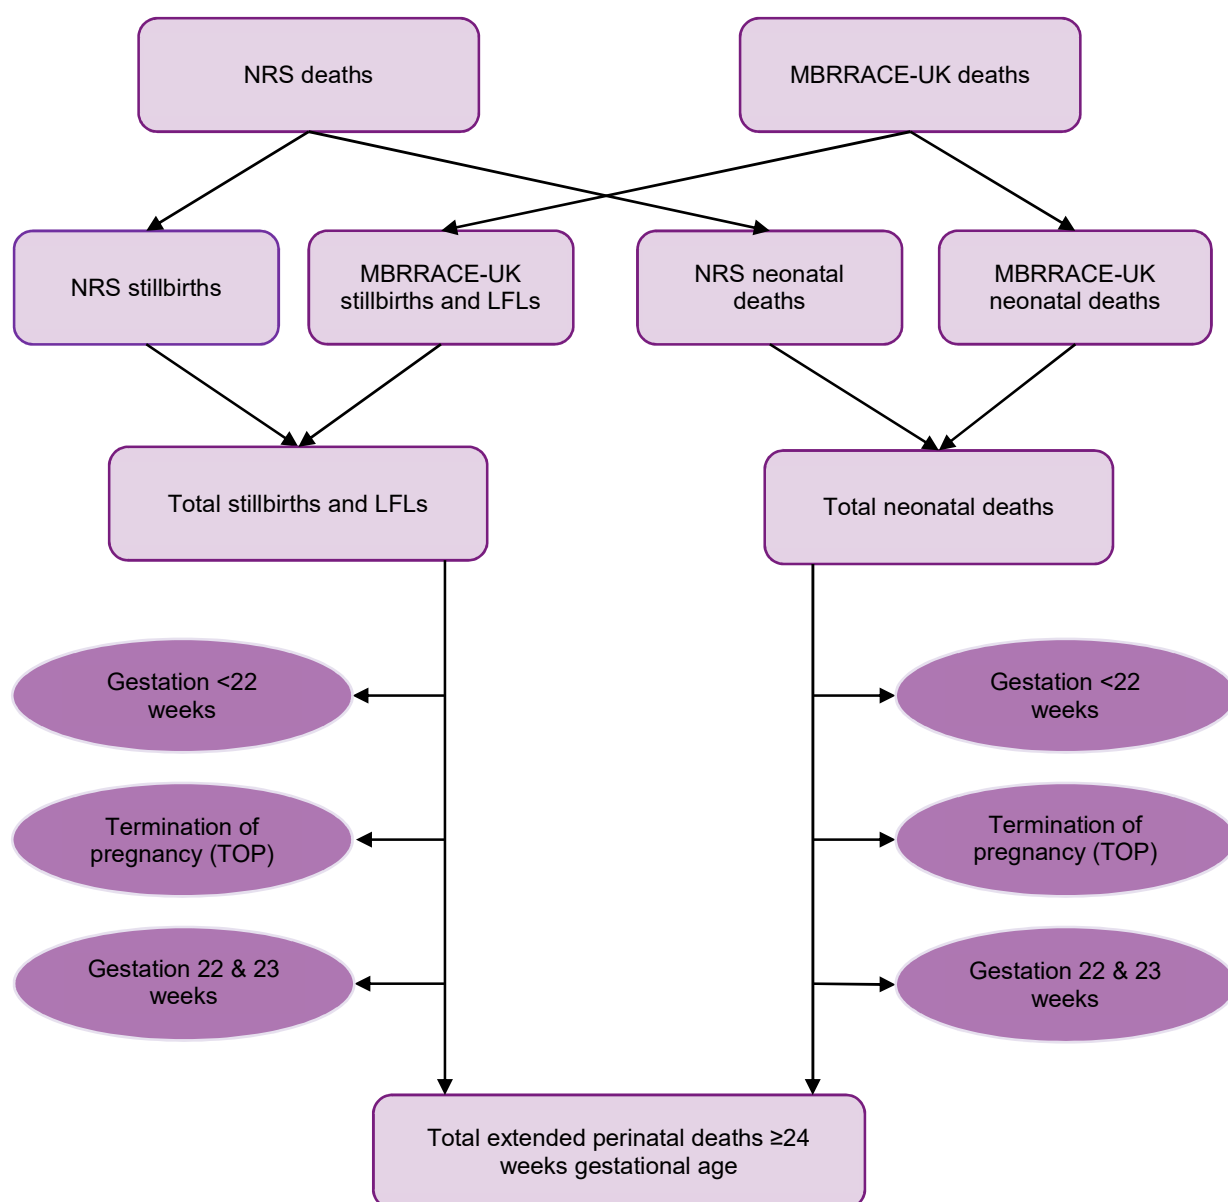 NRS deaths
MBRRACE-UK deaths
NRS stillbirths
MBRRACE-UK
stillbirths and LFLs
NRS neonatal
deaths
MBRRACE-UK
neonatal deaths
Total stillbirths and LFLs
Total neonatal deaths
Gestation <22
weeks
Gestation <22
weeks
Termination of
pregnancy (TOP)
Termination of
pregnancy (TOP)
Gestation 22 & 23
weeks
Gestation 22 & 23
weeks
Total extended perinatal deaths ≥24
weeks gestational age